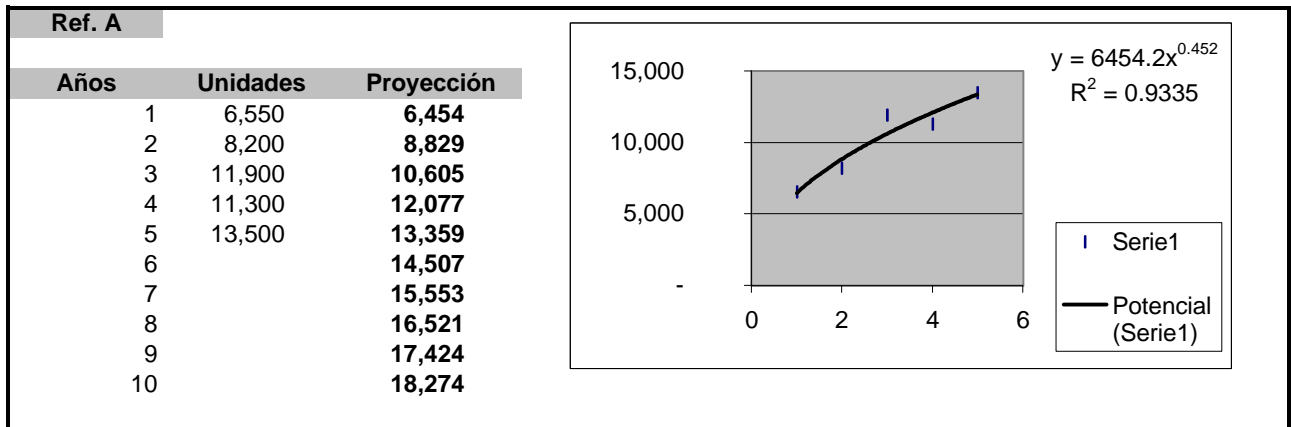 Ref. A
Años Unidades Proyección
1 6,550 6,454
2 8,200 8,829
3 11,900 10,605
4 11,300 12,077
5 13,500 13,359
6 14,507
7 15,553
8 16,521
9 17,424
10 18,274
y = 6454.2x^0.452
R² = 0.9335
15,000
10,000
5,000
-
0 2 4 6
Serie1
Potencial
(Serie1)